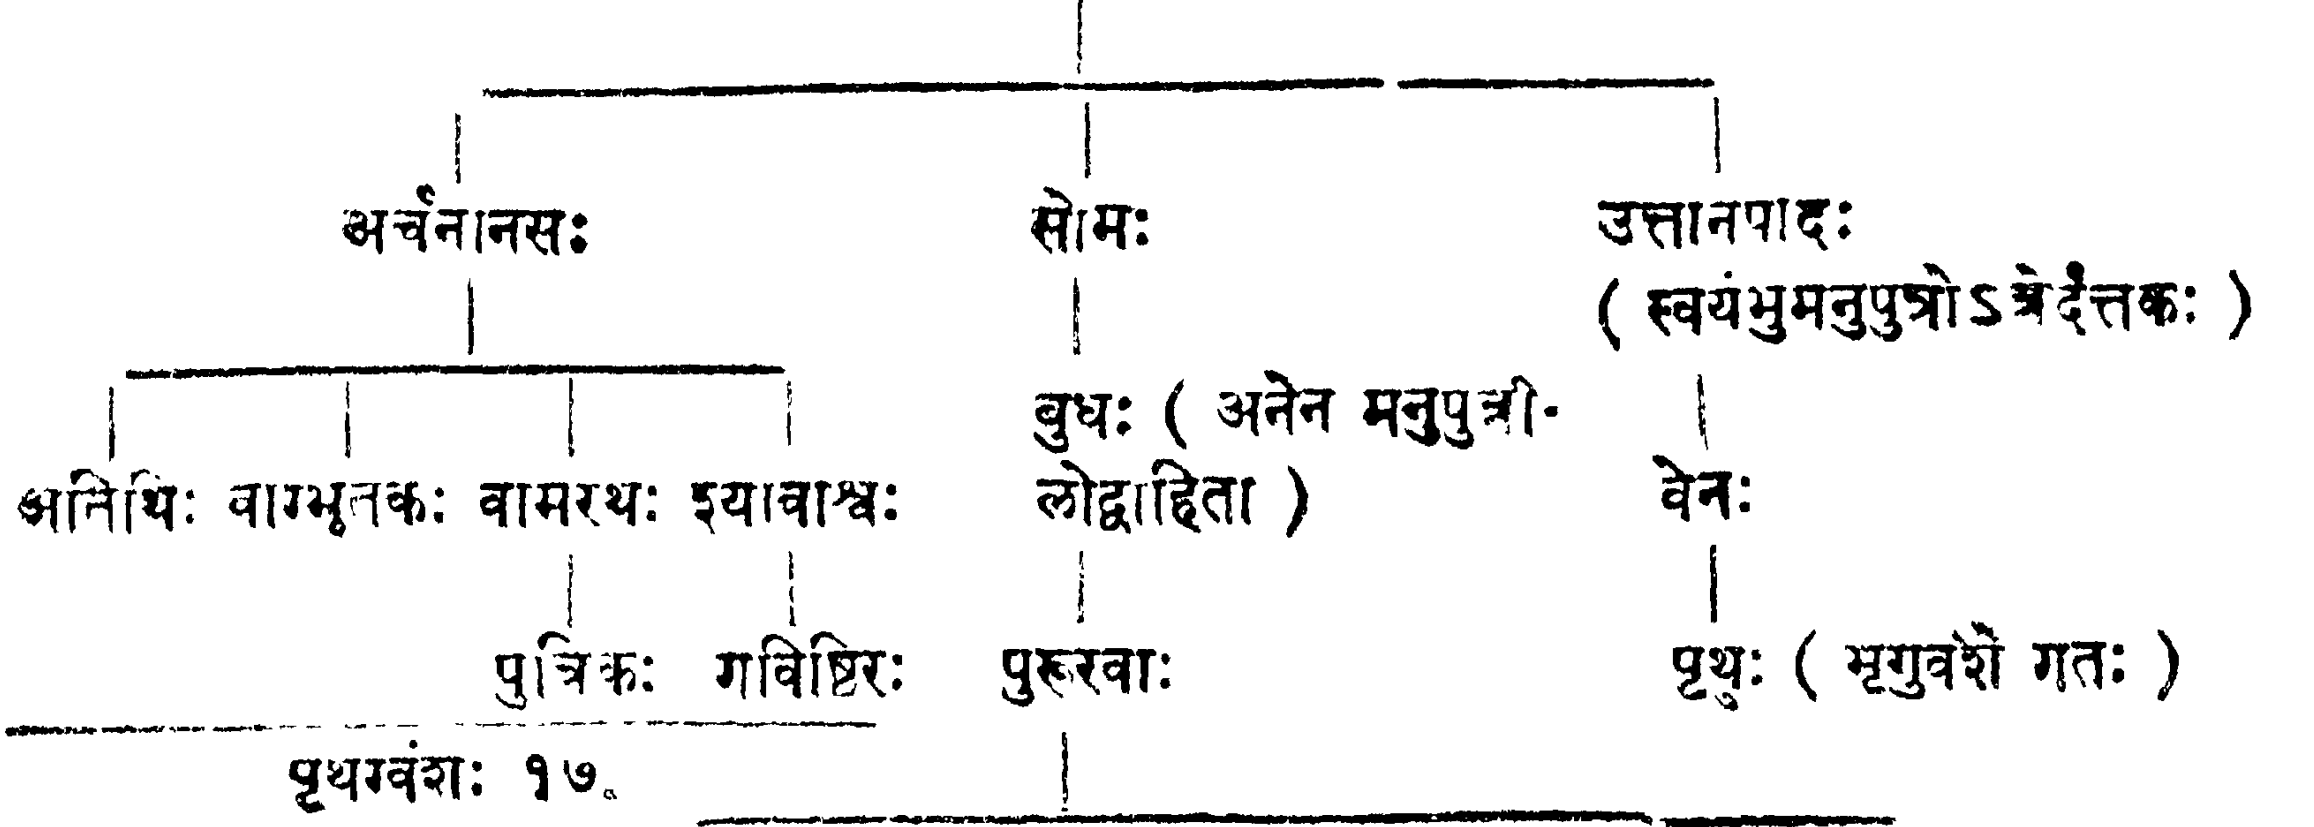 अर्चनानसः सोमः उत्तानपादः
( स्वयंभुमनुपुत्रोऽत्रेर्दत्तकः )
बुधः ( अनेन मनुपुत्री-
अतिथिः वाग्भूतकः वामरथः श्यावाश्वः लोद्वाहिता ) वेनः
पुत्रिकः गविष्टिरः पुरूरवाः पृथुः ( भृगुवंशे गतः )
पृथग्वंशः १७.